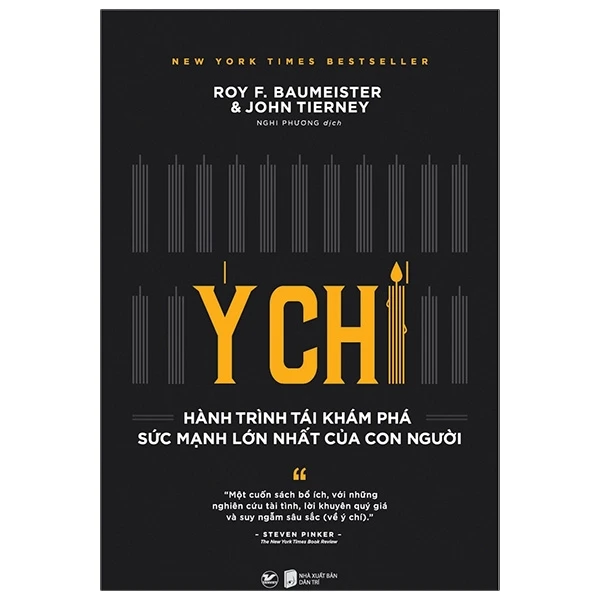 NEW YORK TIMES BESTSELLER
ROY F. BAUMEISTER
& JOHN TIERNEY
NGHI PHƯƠNG dịch
Ý CHÍ
HÀNH TRÌNH TÁI KHÁM PHÁ
SỨC MẠNH LỚN NHẤT CỦA CON NGƯỜI
“
“Một cuốn sách bổ ích, với những
nghiên cứu tài tình, lời khuyên quý giá
và suy ngẫm sâu sắc (về ý chí).”
– STEVEN PINKER –
The New York Times Book Review
NHÀ XUẤT BẢN
DÂN TRÍ